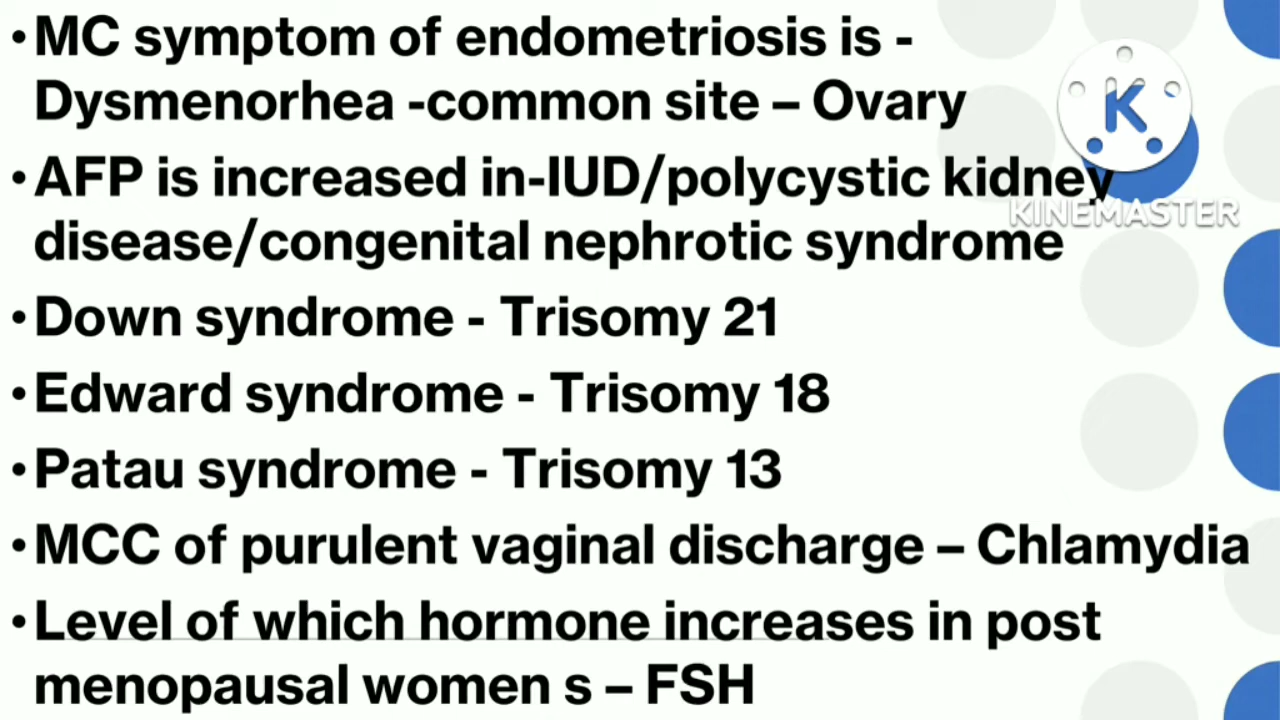 •MC symptom of endometriosis is -
Dysmenorhea -common site – Ovary
•AFP is increased in-IUD/polycystic kidney
disease/congenital nephrotic syndrome
•Down syndrome - Trisomy 21
•Edward syndrome - Trisomy 18
•Patau syndrome - Trisomy 13
•MCC of purulent vaginal discharge – Chlamydia
•Level of which hormone increases in post
menopausal women s – FSH
K
KINEMASTER